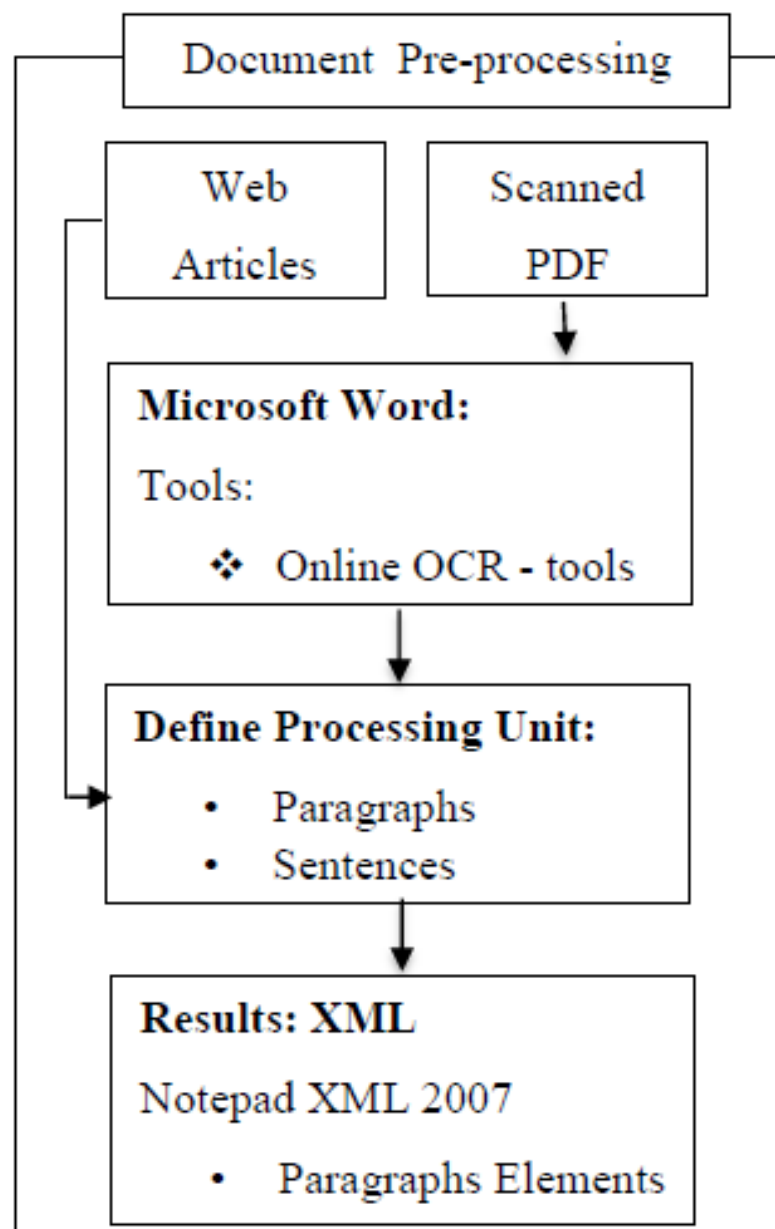 Document Pre-processing
Web
Articles
Scanned
PDF
Microsoft Word:
Tools:
❖ Online OCR - tools
Define Processing Unit:
• Paragraphs
• Sentences
Results: XML
Notepad XML 2007
• Paragraphs Elements